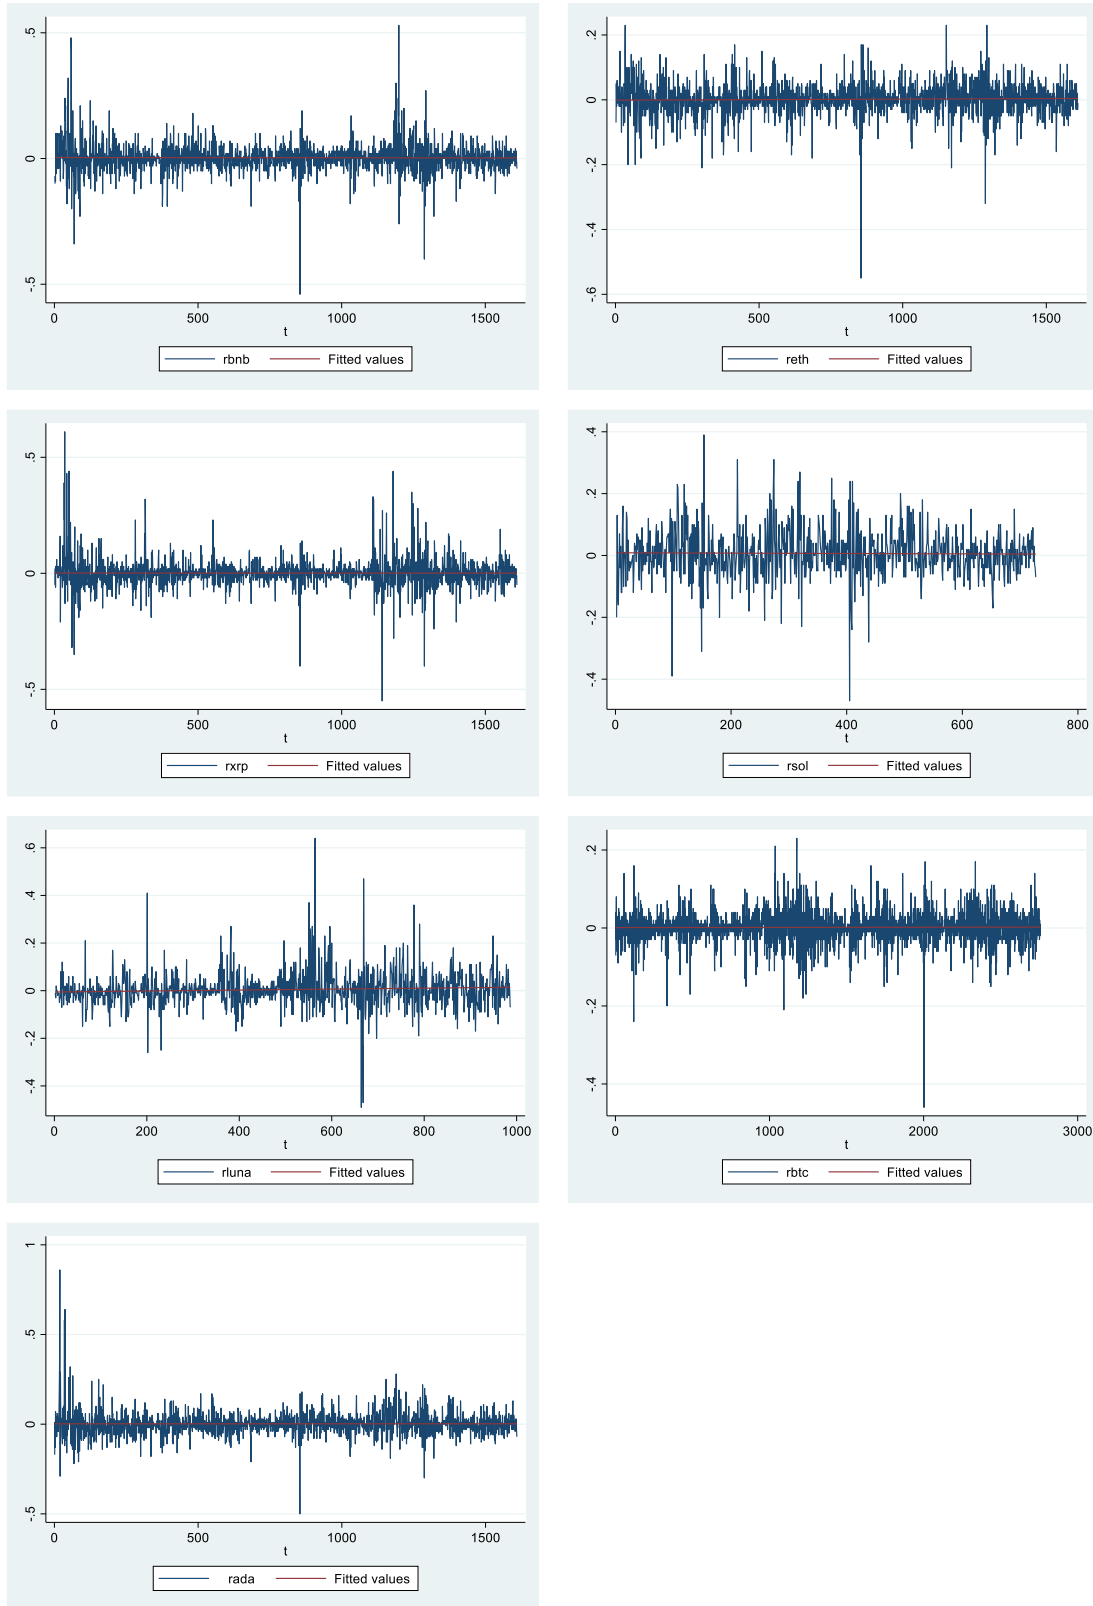 .5
0
-.5
0 500 1000 1500
t
rbnb Fitted values
.2
0
-.2
-.4
-.6
0 500 1000 1500
t
reth Fitted values
.5
0
-.5
0 500 1000 1500
t
rxrp Fitted values
.4
.2
0
-.2
-.4
0 200 400 600 800
t
rsol Fitted values
.6
.4
.2
0
-.2
-.4
0 200 400 600 800 1000
t
rluna Fitted values
.2
0
-.2
-.4
0 1000 2000 3000
t
rbtc Fitted values
1
.5
0
-.5
0 500 1000 1500
t
rada Fitted values